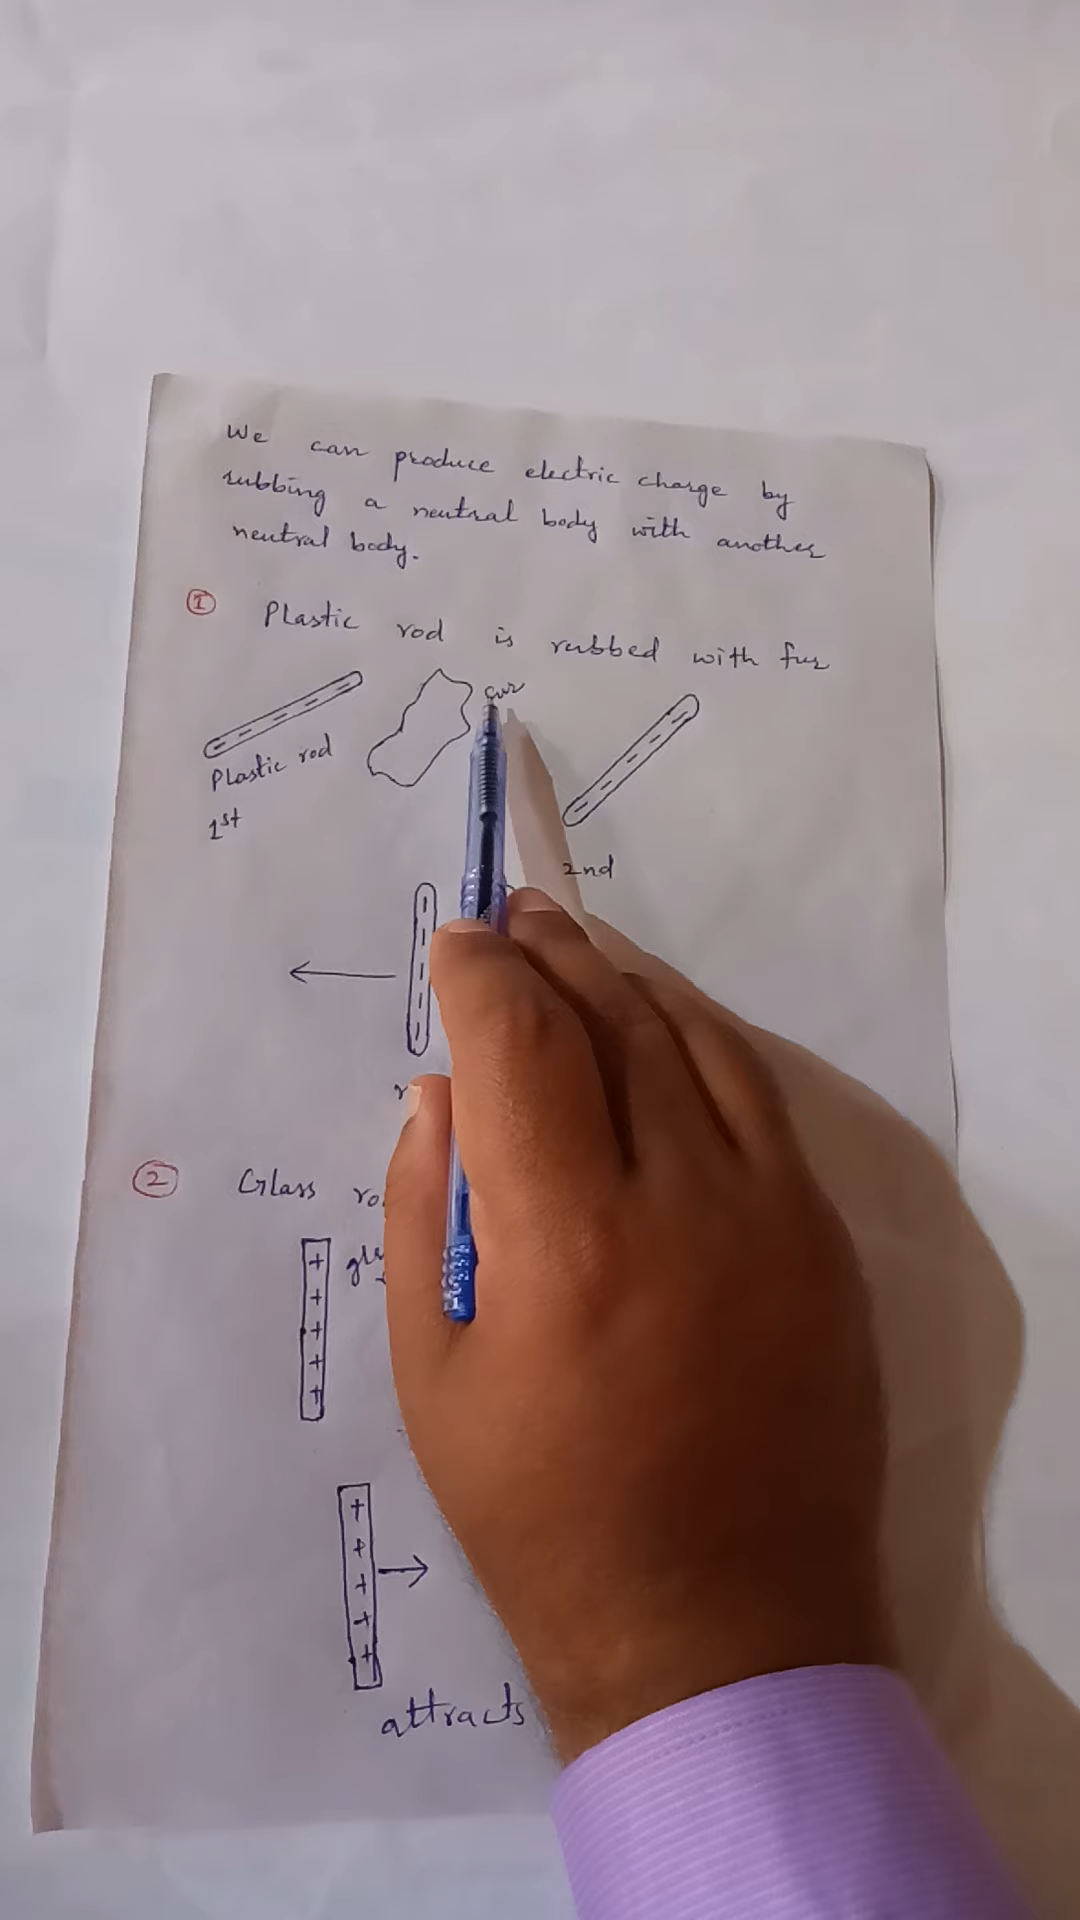 We can produce electric charge by
rubbing a neutral body with another
neutral body.
① Plastic rod is rubbed with fur
fur
Plastic rod
1st
2nd
② Glass
+
+
+
+
+
+
+
+
+
+
attracts